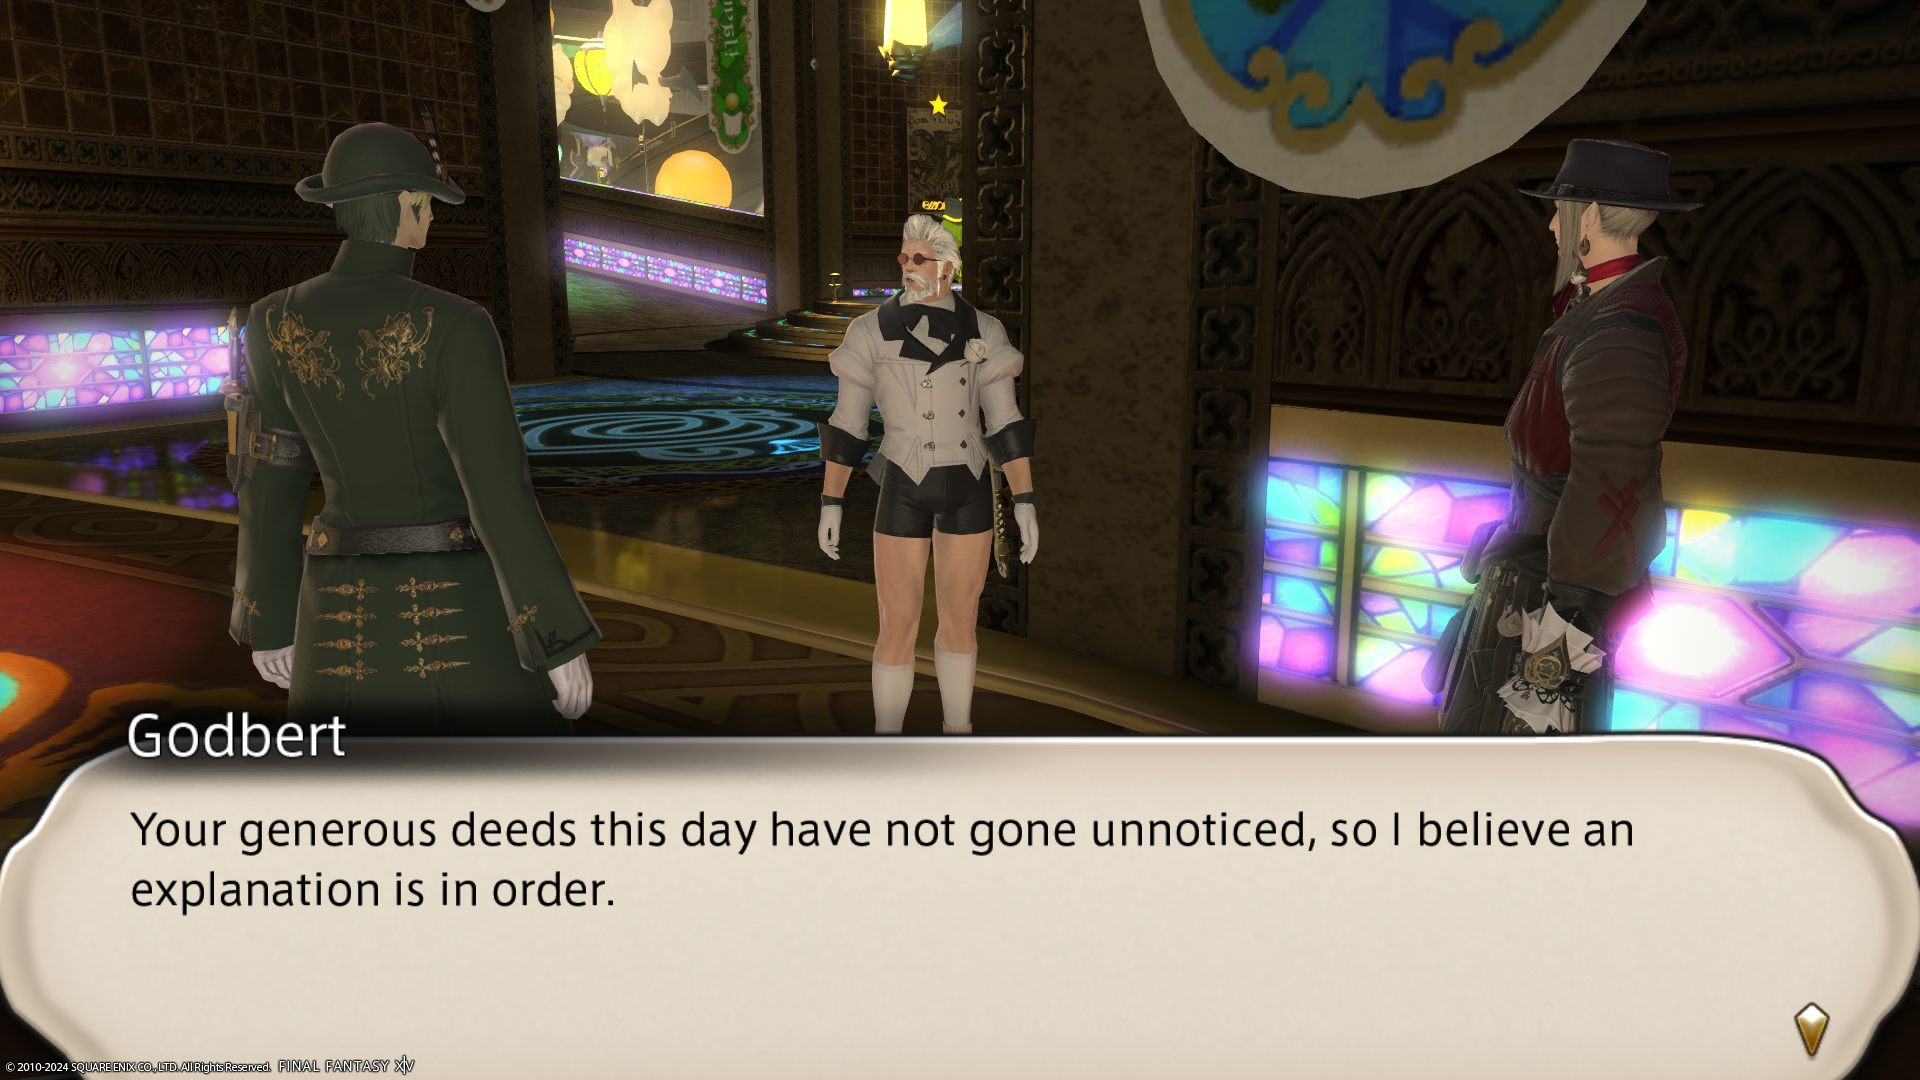 Godbert
Your generous deeds this day have not gone unnoticed, so I believe an
explanation is in order.
© 2010-2024 SQUARE ENIX CO., LTD. All Rights Reserved. FINAL FANTASY XIV